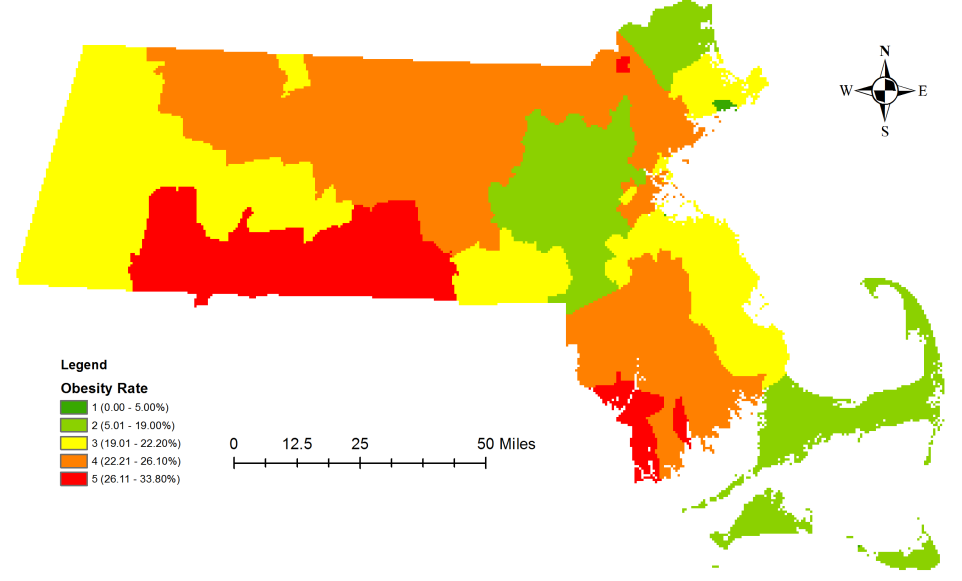 N
W E
S
Legend
Obesity Rate
1 (0.00 - 5.00%)
2 (5.01 - 19.00%)
3 (19.01 - 22.20%)
4 (22.21 - 26.10%)
5 (26.11 - 33.80%)
0 12.5 25 50 Miles